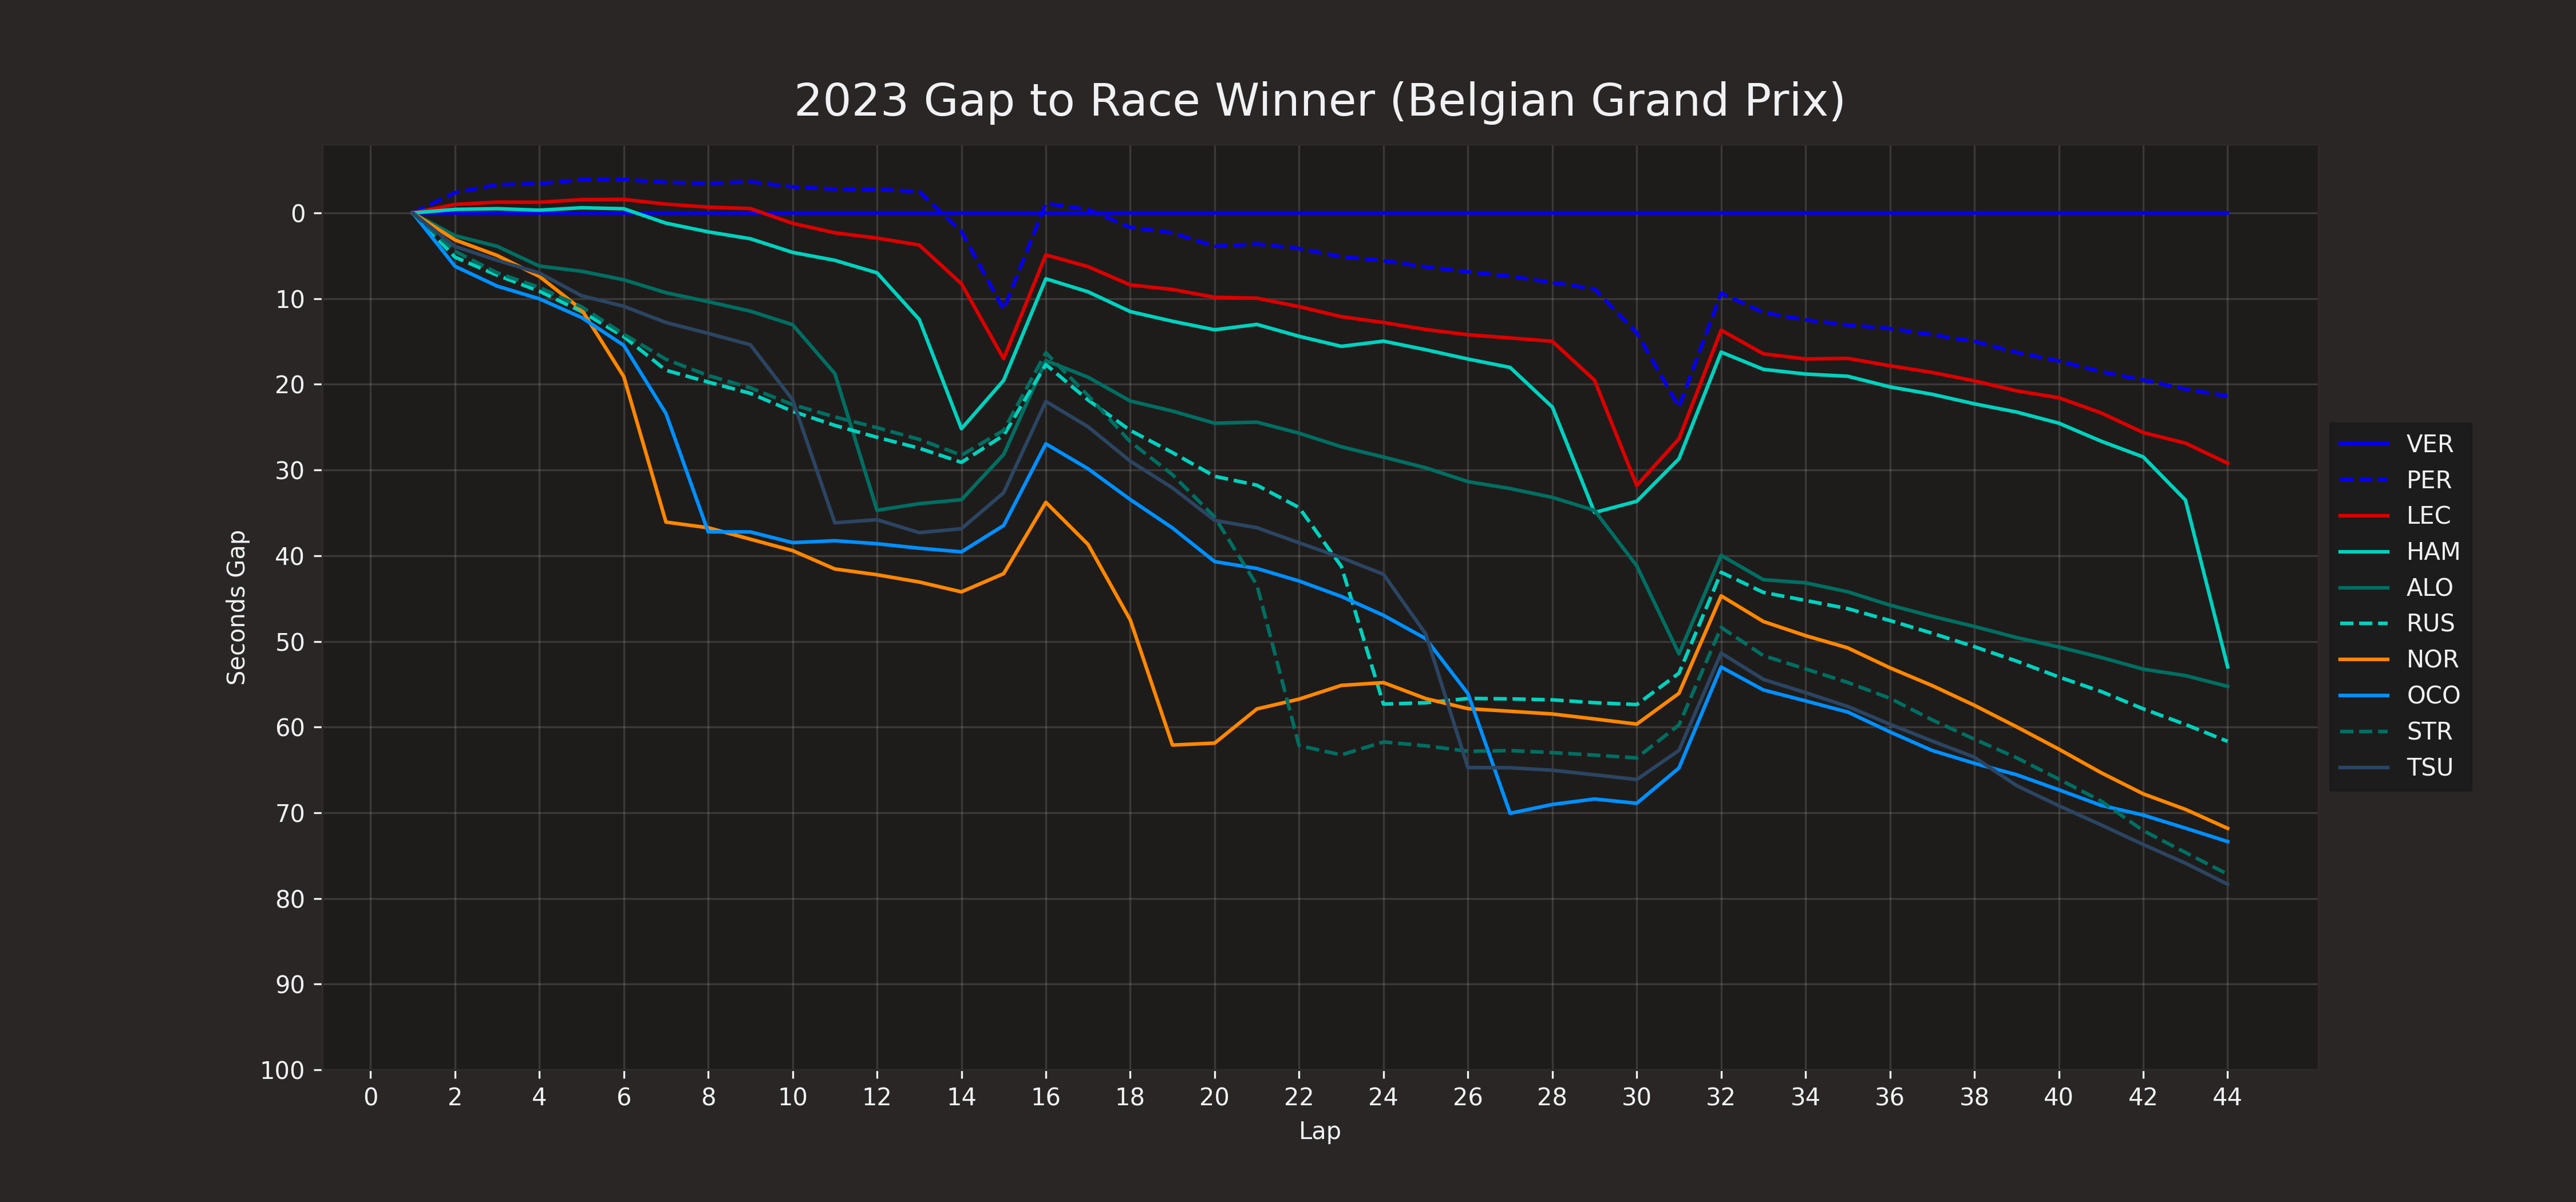 2023 Gap to Race Winner (Belgian Grand Prix)
Seconds Gap
0
10
20
30
40
50
60
70
80
90
100
0 2 4 6 8 10 12 14 16 18 20 22 24 26 28 30 32 34 36 38 40 42 44
Lap
VER
PER
LEC
HAM
ALO
RUS
NOR
OCO
STR
TSU